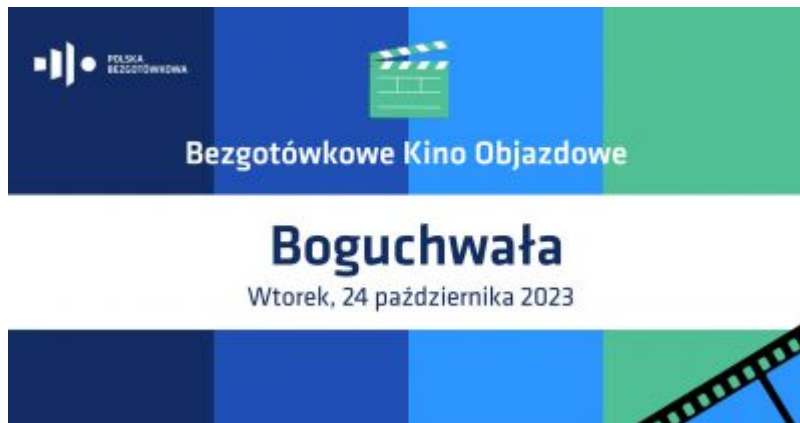 POLSKA
BEZGOTÓWKOWA
Bezgotówkowe Kino Objazdowe
Boguchwała
Wtorek, 24 października 2023